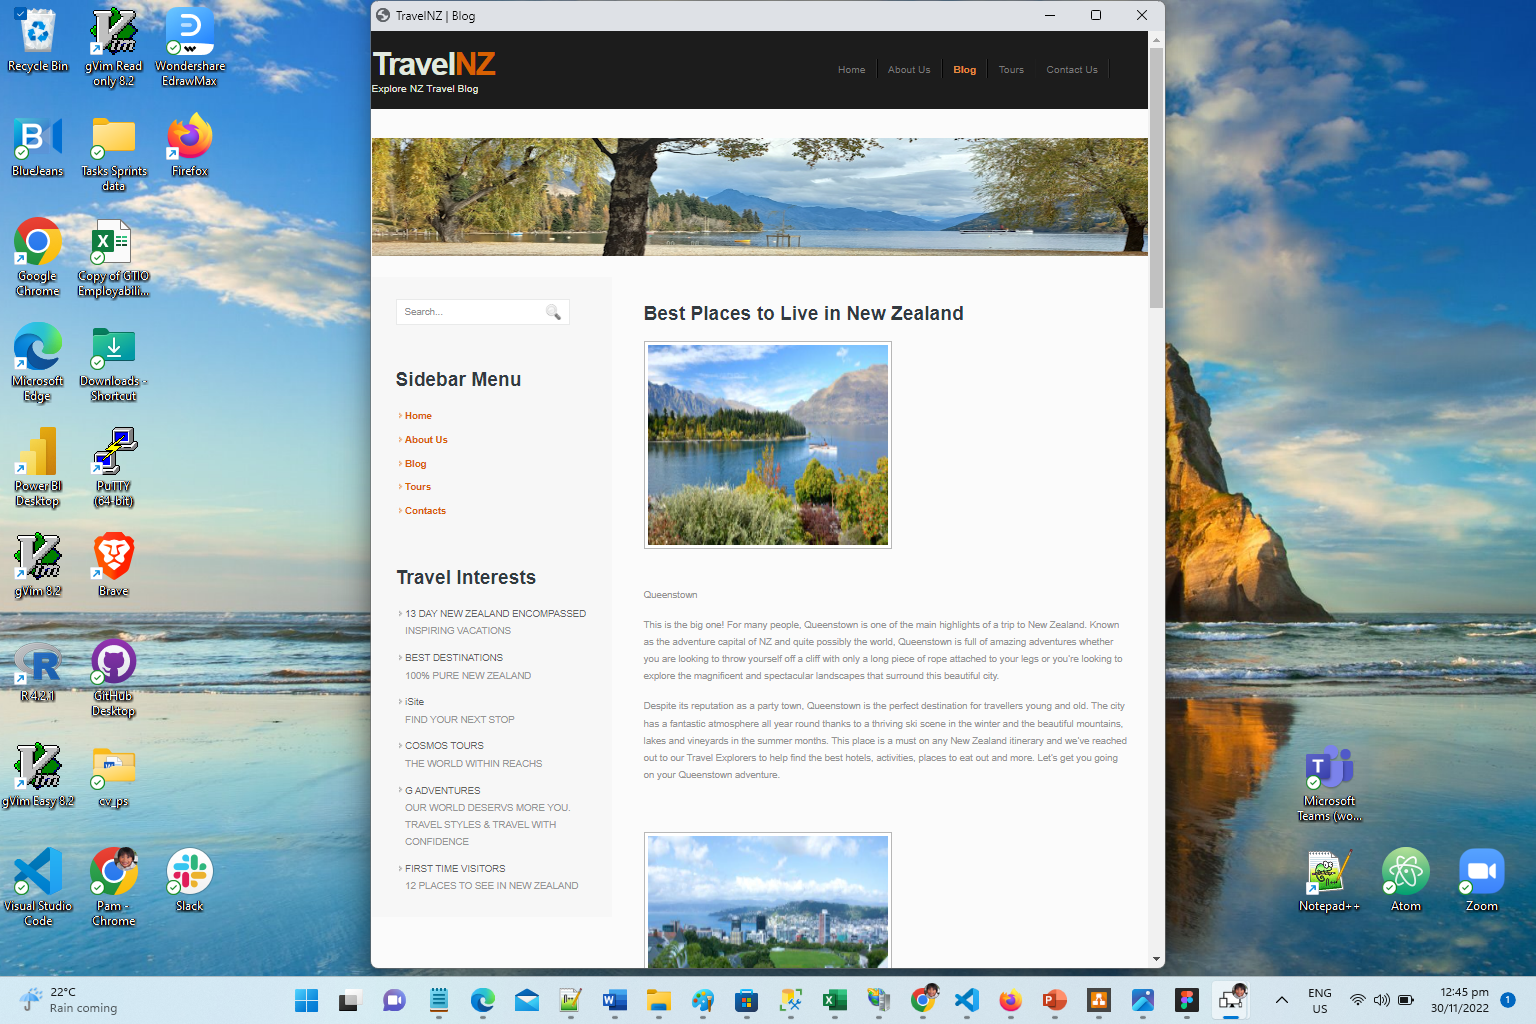 Recycle Bin
gVim Read
only 8.2
Wondershare
EdrawMax
BlueJeans
Tasks Sprints
data
Firefox
Google
Chrome
Copy of GTIO
Employabili...
Microsoft
Edge
Downloads -
Shortcut
Power BI
Desktop
PuTTY
(64-bit)
gVim 8.2
Brave
R 4.2.1
GitHub
Desktop
gVim Easy 8.2
cv_ps
Visual Studio
Code
Pam -
Chrome
Slack
TravelNZ | Blog
TravelNZ
Explore NZ Travel Blog
Home
About Us
Blog
Tours
Contact Us
Search...
Sidebar Menu
Home
About Us
Blog
Tours
Contacts
Travel Interests
13 DAY NEW ZEALAND ENCOMPASSED
INSPIRING VACATIONS
BEST DESTINATIONS
100% PURE NEW ZEALAND
iSite
FIND YOUR NEXT STOP
COSMOS TOURS
THE WORLD WITHIN REACHS
G ADVENTURES
OUR WORLD DESERVS MORE YOU.
TRAVEL STYLES & TRAVEL WITH
CONFIDENCE
FIRST TIME VISITORS
12 PLACES TO SEE IN NEW ZEALAND
Best Places to Live in New Zealand
Queenstown
This is the big one! For many people, Queenstown is one of the main highlights of a trip to New Zealand. Known
as the adventure capital of NZ and quite possibly the world, Queenstown is full of amazing adventures whether
you are looking to throw yourself off a cliff with only a long piece of rope attached to your legs or you're looking to
explore the magnificent and spectacular landscapes that surround this beautiful city.
Despite its reputation as a party town, Queenstown is the perfect destination for travellers young and old. The city
has a fantastic atmosphere all year round thanks to a thriving ski scene in the winter and the beautiful mountains,
lakes and vineyards in the summer months. This place is a must on any New Zealand itinerary and we've reached
out to our Travel Explorers to help find the best hotels, activities, places to eat out and more. Let's get you going
on your Queenstown adventure.
Microsoft
Teams (wo...
Notepad++
Atom
Zoom
22°C
Rain coming
ENG
US
12:45 pm
30/11/2022
1